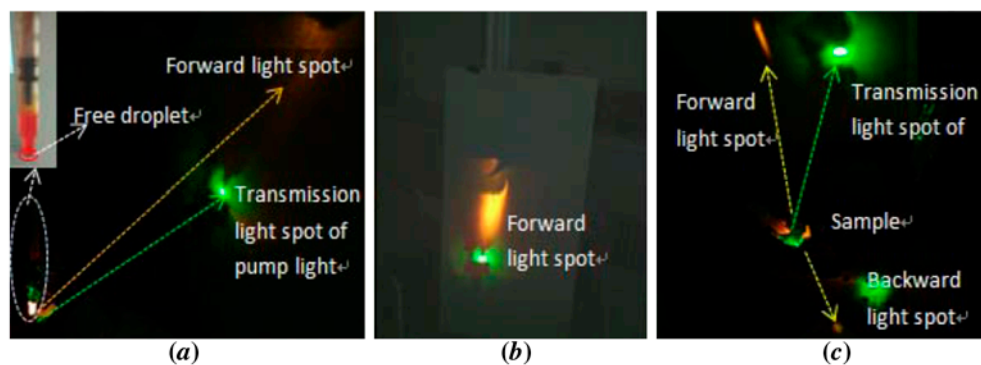 Forward light spot↵
Free droplet↵
Transmission
light spot of
pump light↵
(a)
Forward
light spot↵
(b)
Forward
light spot↵
Transmission
light spot of
Sample↵
Backward
light spot↵
(c)